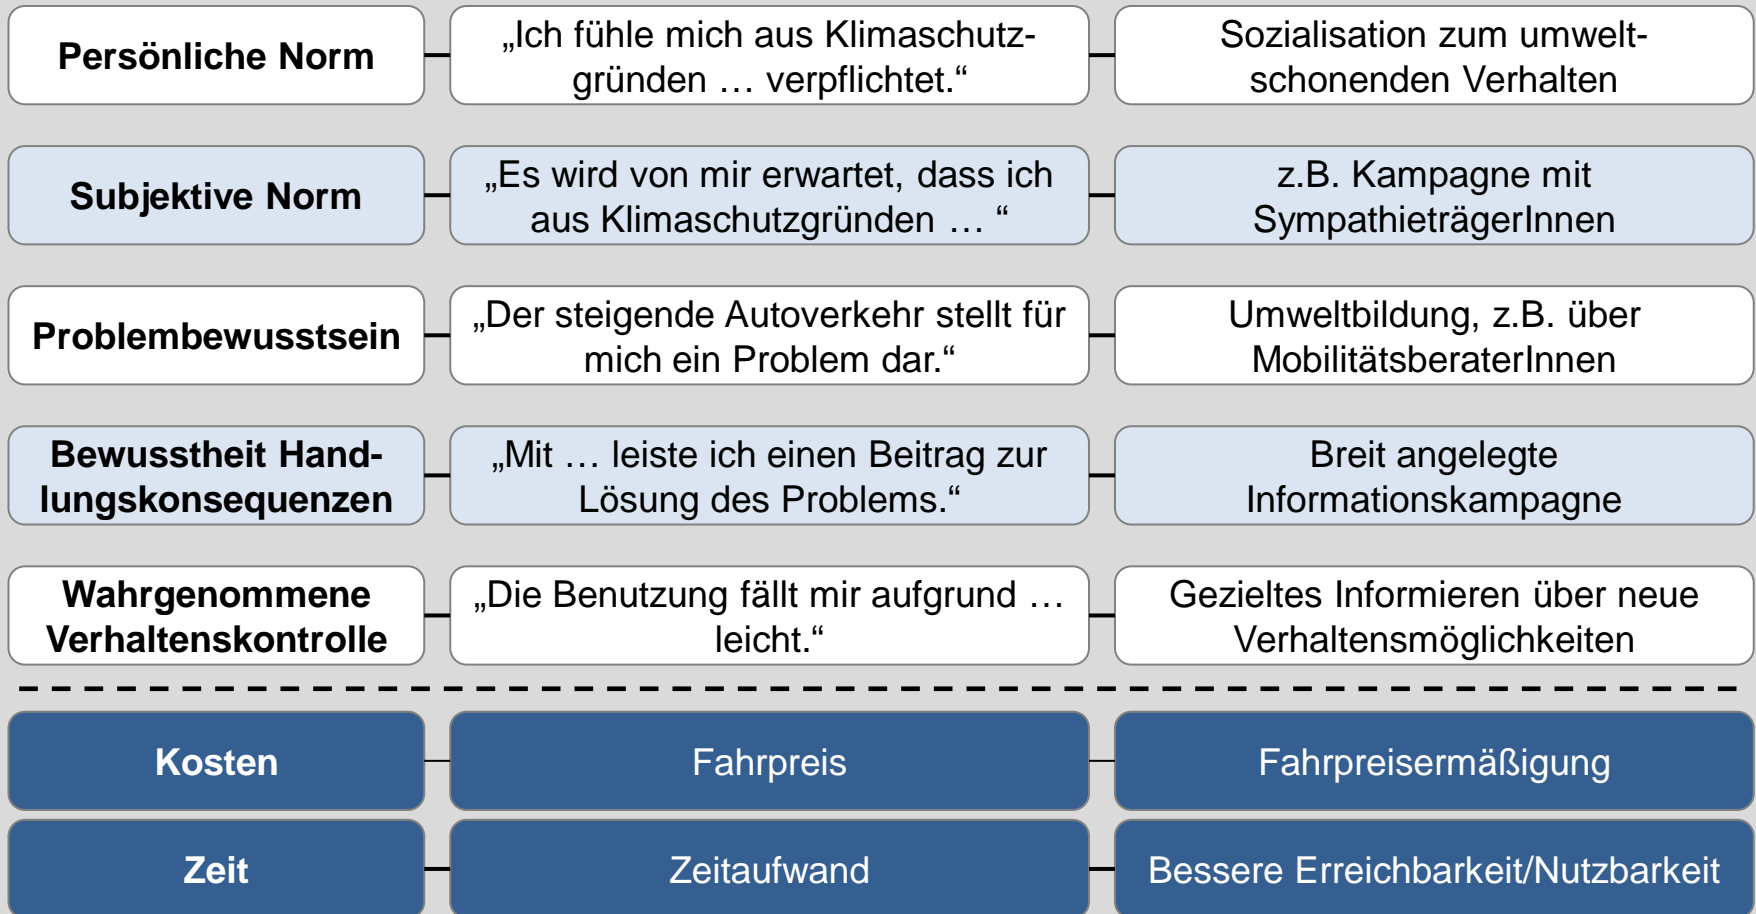 Persönliche Norm
„Ich fühle mich aus Klimaschutz-
gründen … verpflichtet.“
Sozialisation zum umwelt-
schonenden Verhalten
Subjektive Norm
„Es wird von mir erwartet, dass ich
aus Klimaschutzgründen … “
z.B. Kampagne mit
SympathieträgerInnen
Problembewusstsein
„Der steigende Autoverkehr stellt für
mich ein Problem dar.“
Umweltbildung, z.B. über
MobilitätsberaterInnen
Bewusstheit Hand-
lungskonsequenzen
„Mit … leiste ich einen Beitrag zur
Lösung des Problems.“
Breit angelegte
Informationskampagne
Wahrgenommene
Verhaltenskontrolle
„Die Benutzung fällt mir aufgrund …
leicht.“
Gezieltes Informieren über neue
Verhaltensmöglichkeiten
Kosten
Fahrpreis
Fahrpreisermäßigung
Zeit
Zeitaufwand
Bessere Erreichbarkeit/Nutzbarkeit